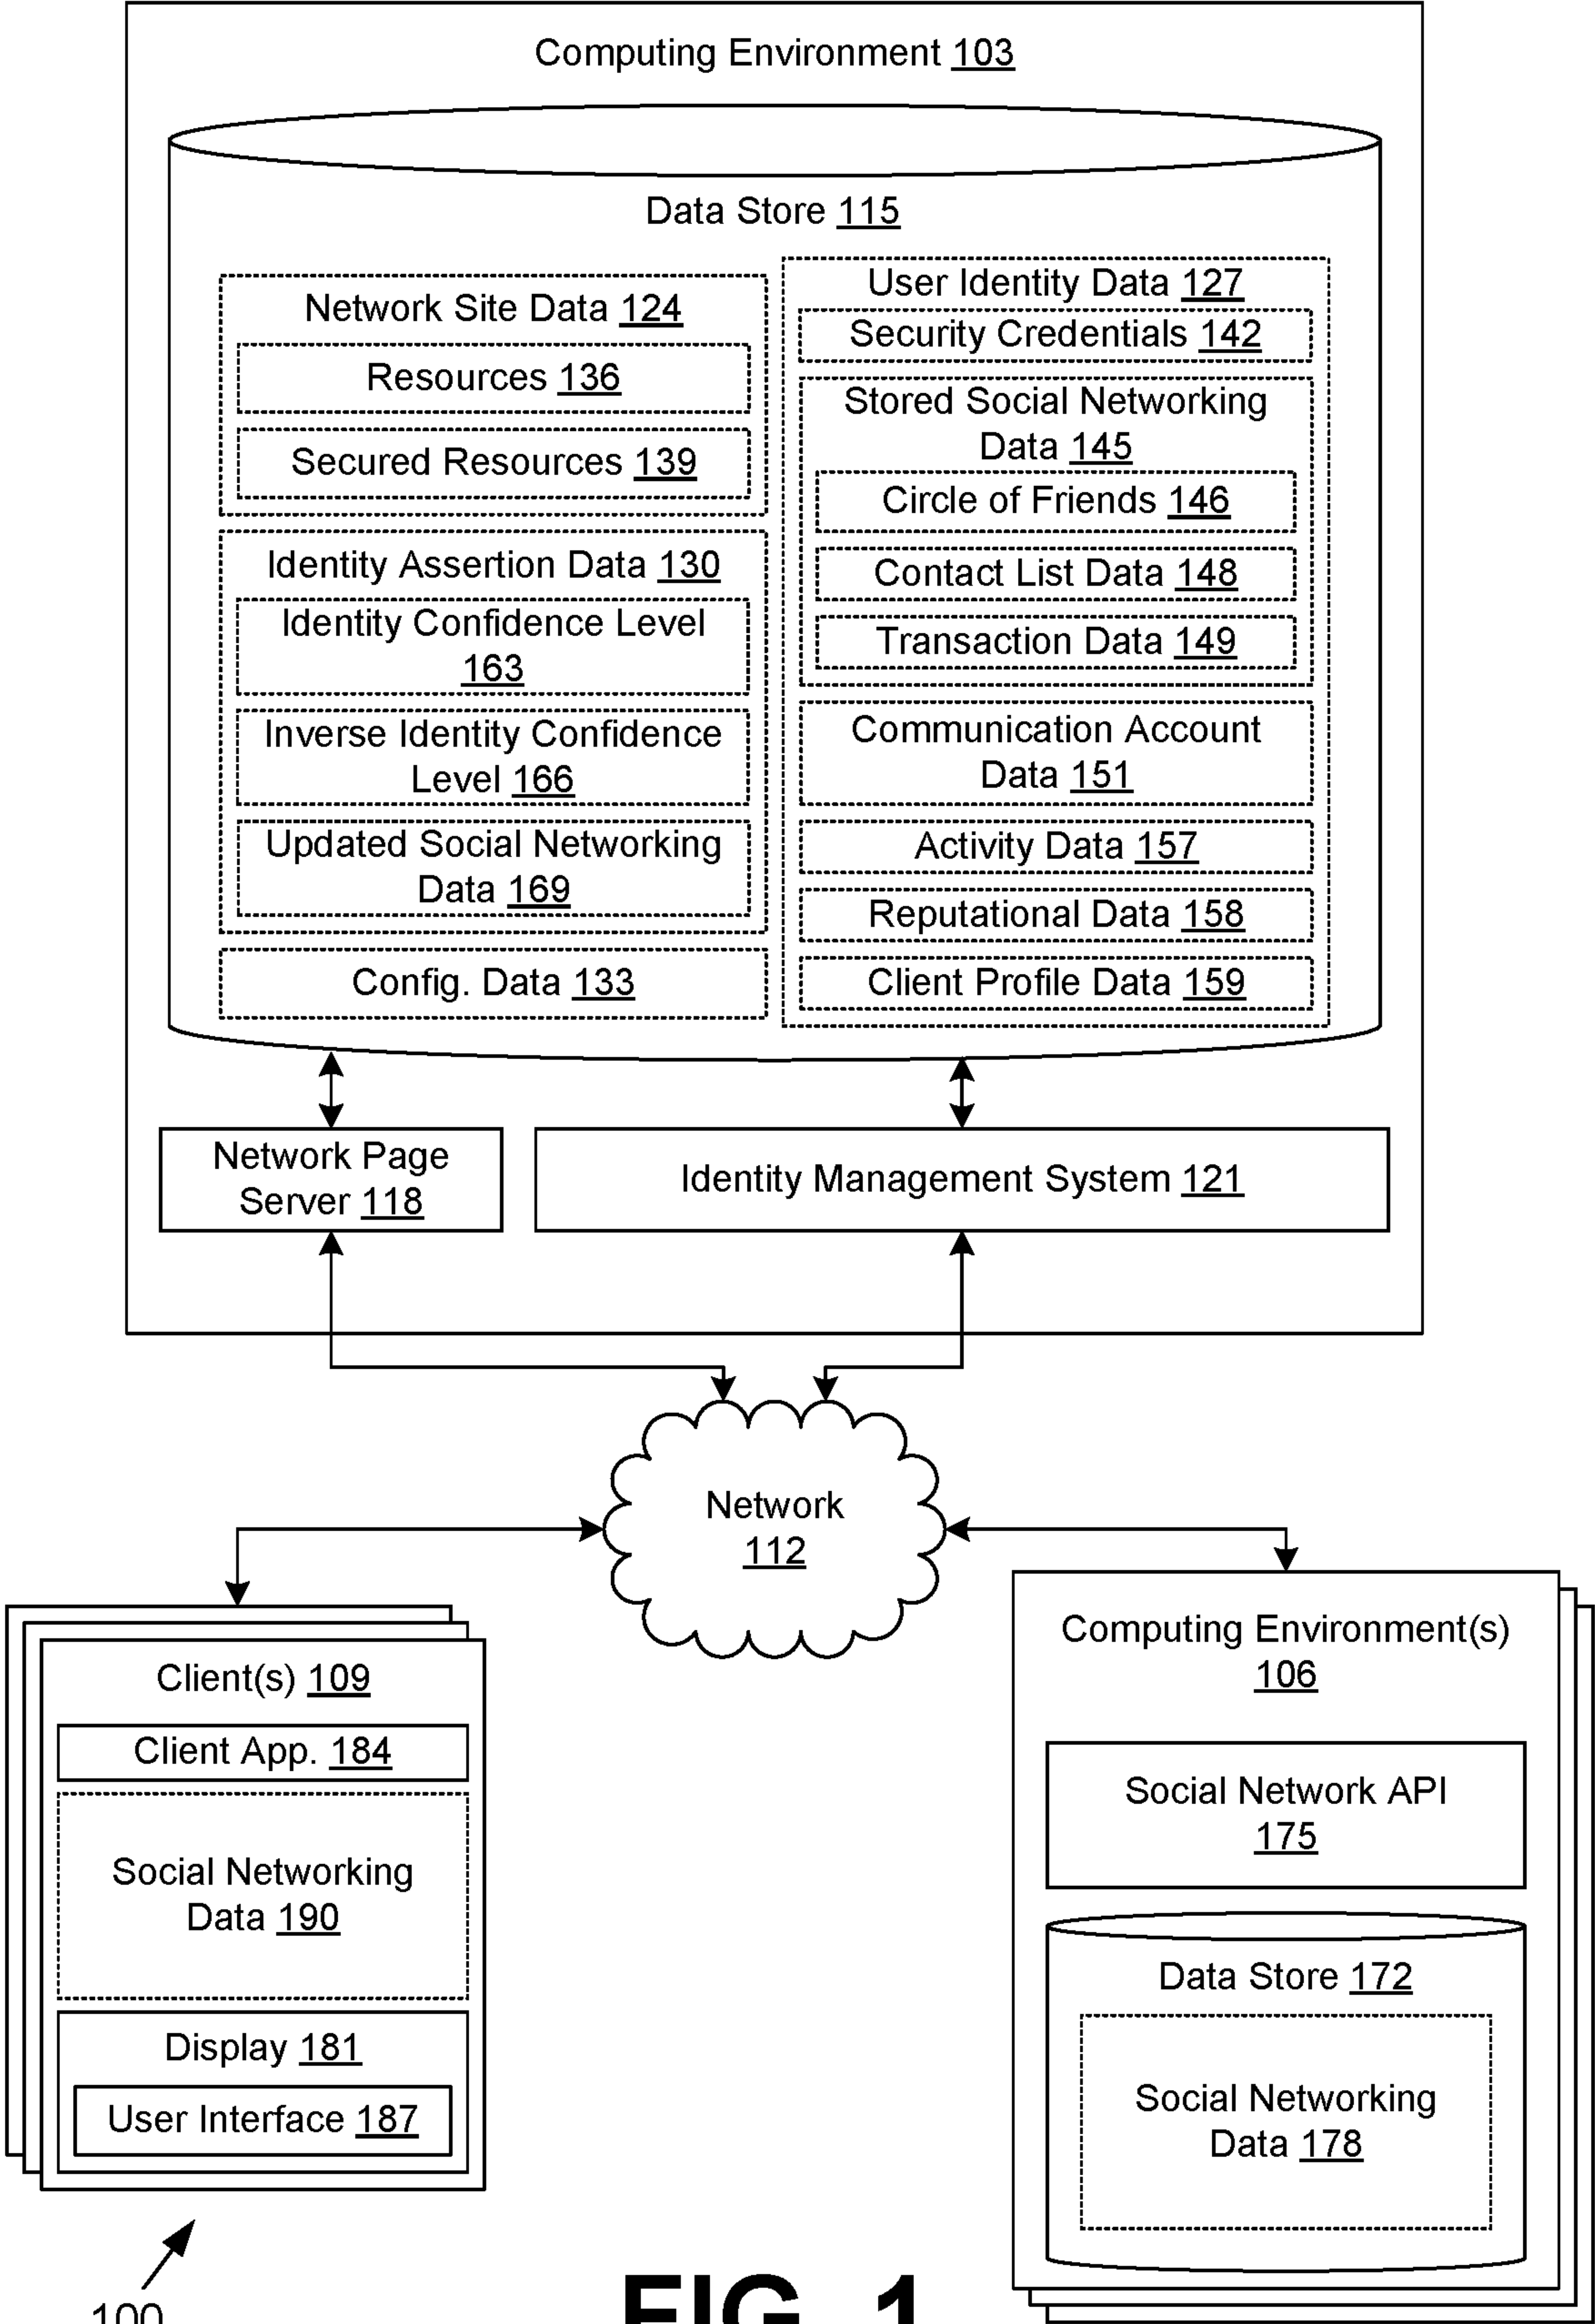 Computing Environment 103
Data Store 115
Network Site Data 124
Resources 136
Secured Resources 139
Identity Assertion Data 130
Identity Confidence Level
163
Inverse Identity Confidence
Level 166
Updated Social Networking
Data 169
Config. Data 133
User Identity Data 127
Security Credentials 142
Stored Social Networking
Data 145
Circle of Friends 146
Contact List Data 148
Transaction Data 149
Communication Account
Data 151
Activity Data 157
Reputational Data 158
Client Profile Data 159
Network Page
Server 118
Identity Management System 121
Network
112
Client(s) 109
Client App. 184
Social Networking
Data 190
Display 181
User Interface 187
Computing Environment(s)
106
Social Network API
175
Data Store 172
Social Networking
Data 178
100
FIG. 1